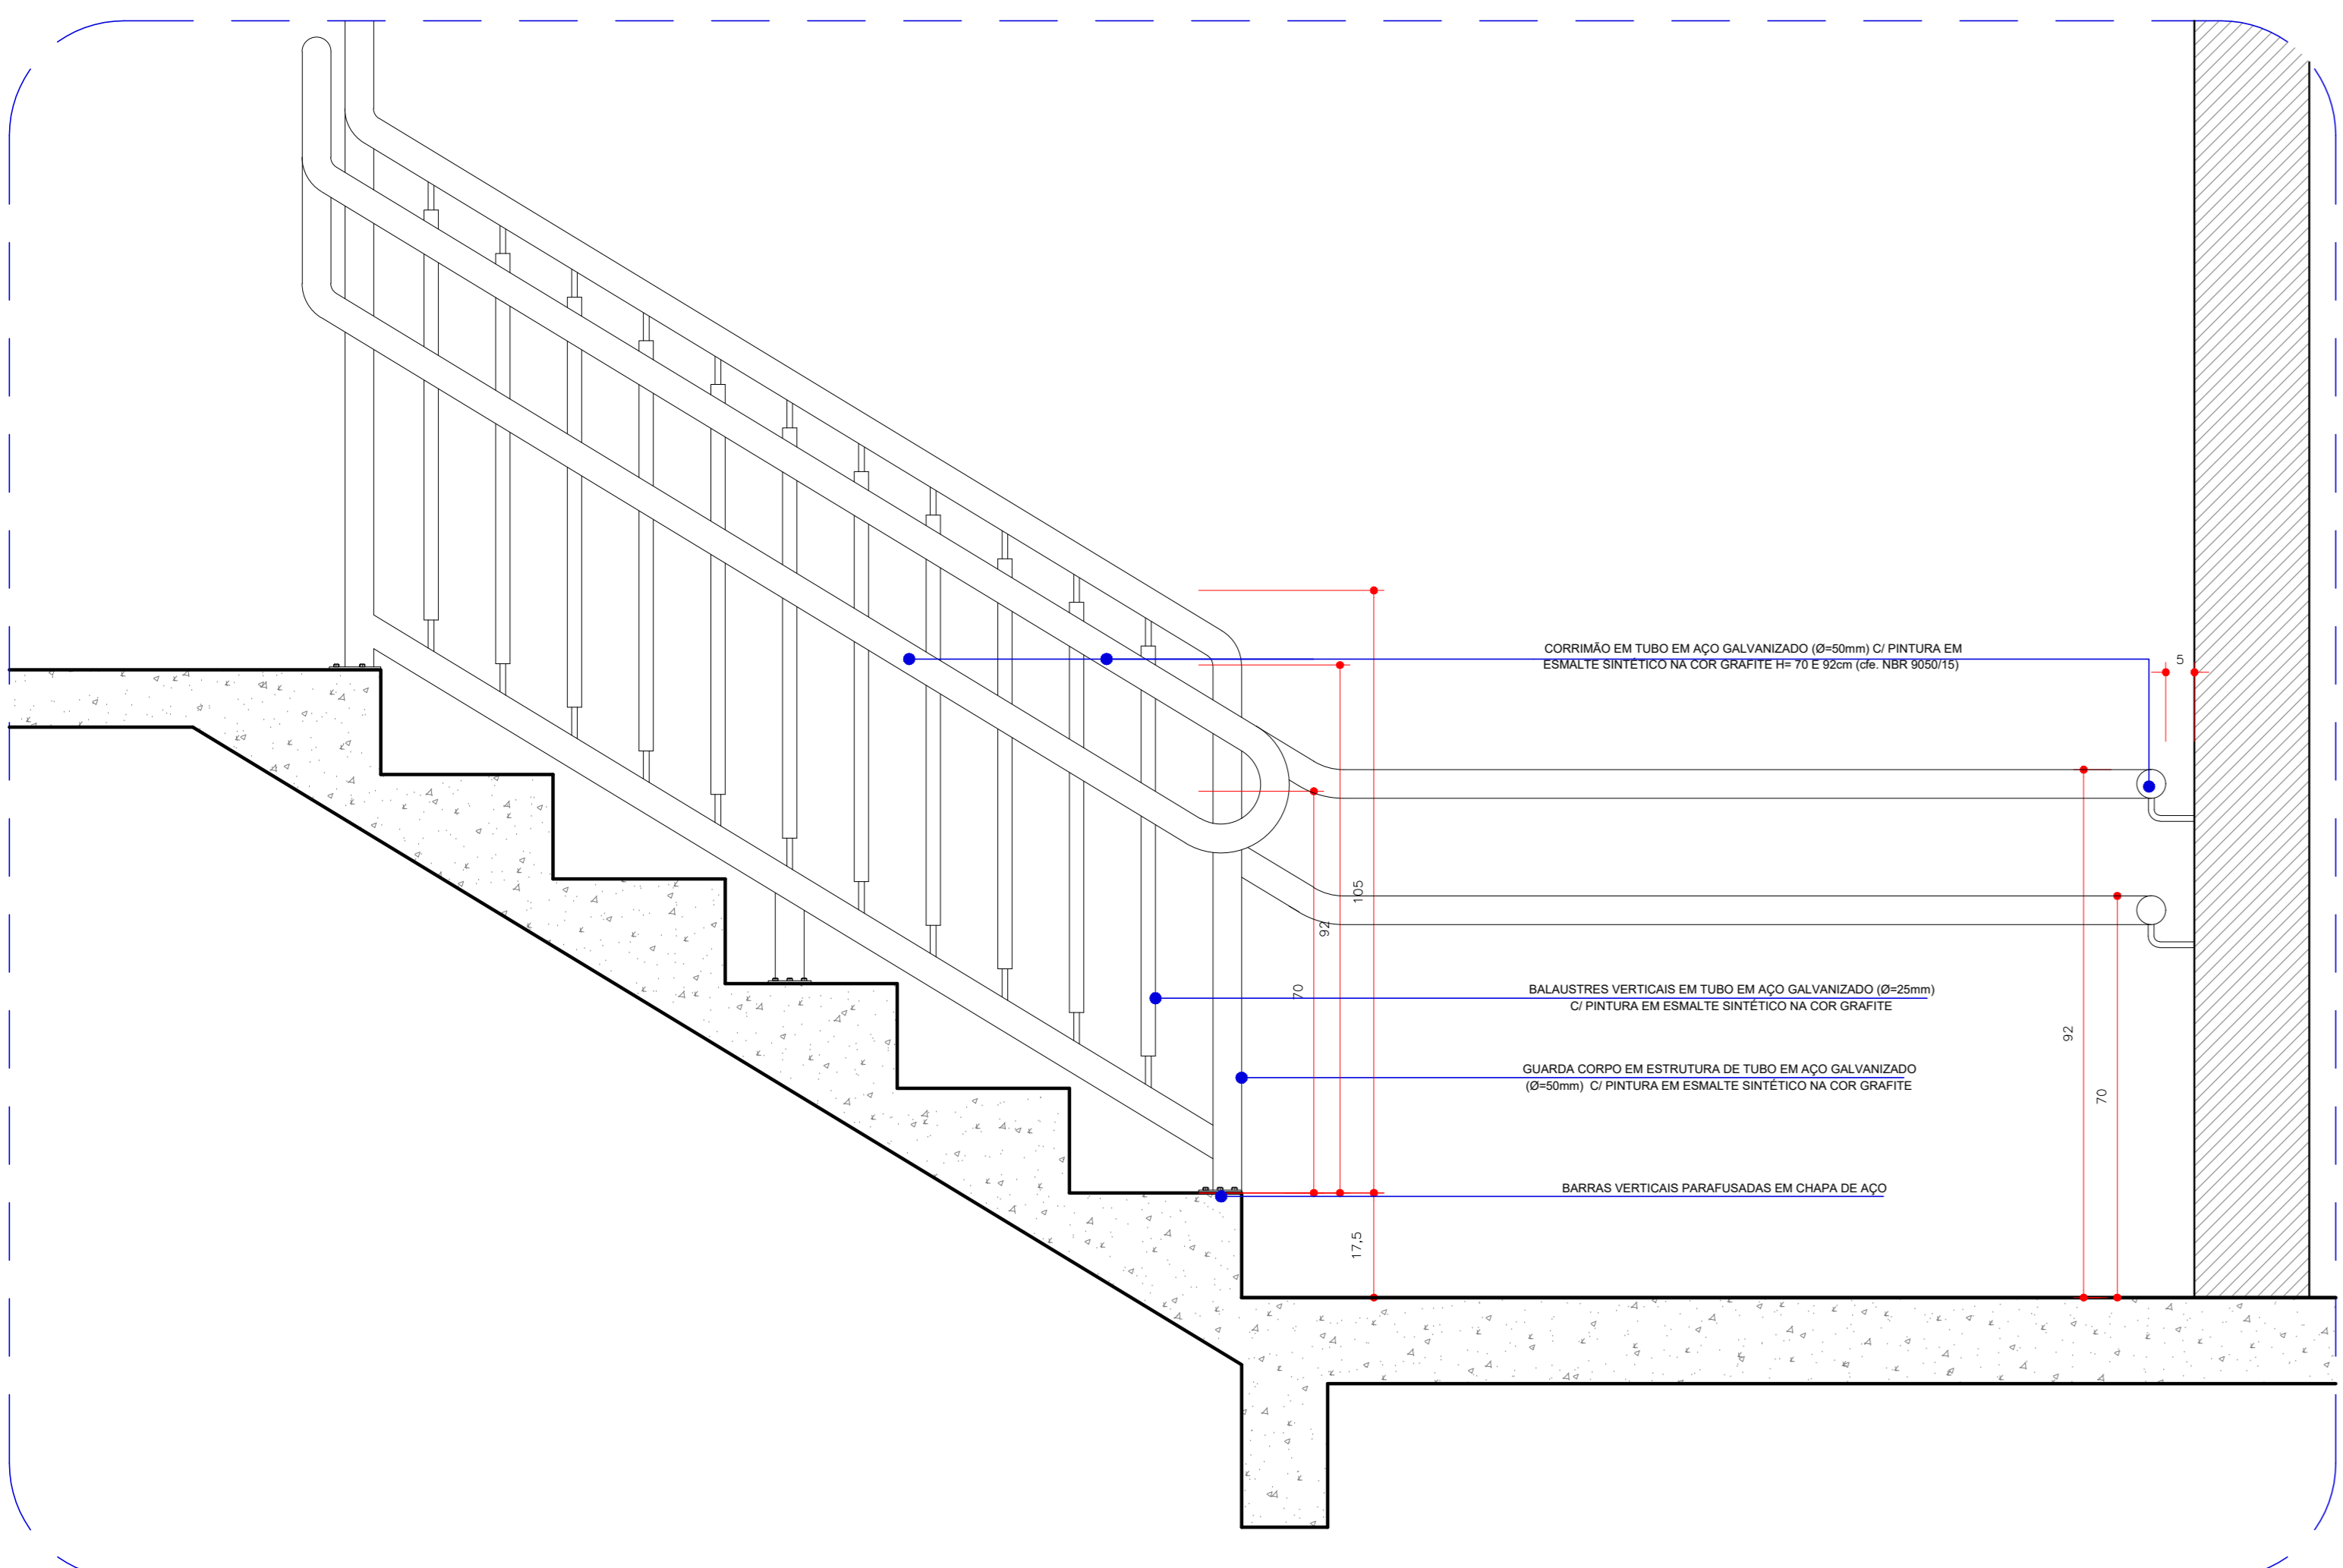 CORRIMÃO EM TUBO EM AÇO GALVANIZADO (Ø=50mm) C/ PINTURA EM
ESMALTE SINTÉTICO NA COR GRAFITE H= 70 E 92cm (cfe. NBR 9050/15)
5
105
92
70
BALAUSTRES VERTICAIS EM TUBO EM AÇO GALVANIZADO (Ø=25mm)
C/ PINTURA EM ESMALTE SINTÉTICO NA COR GRAFITE
92
70
GUARDA CORPO EM ESTRUTURA DE TUBO EM AÇO GALVANIZADO
(Ø=50mm) C/ PINTURA EM ESMALTE SINTÉTICO NA COR GRAFITE
BARRAS VERTICAIS PARAFUSADAS EM CHAPA DE AÇO
17,5